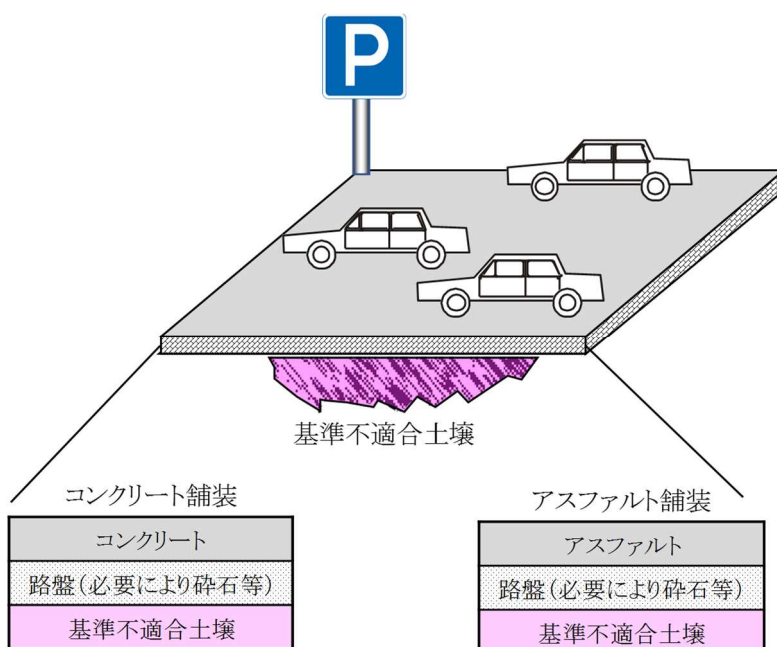 P
基準不適合土壌
コンクリート舗装
コンクリート
路盤(必要により砕石等)
基準不適合土壌
アスファルト舗装
アスファルト
路盤(必要により砕石等)
基準不適合土壌